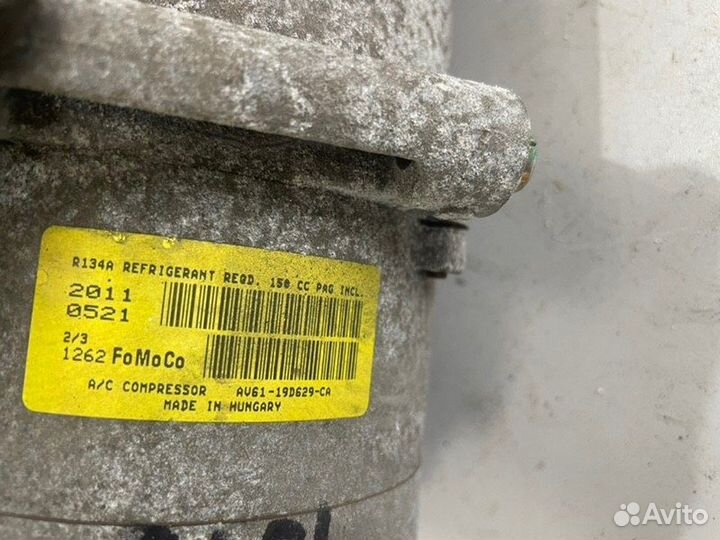 R134A REFRIGERANT REQD. 150 CC PAG INCL.
2011
0521
2/3
1262 FoMoCo
A/C COMPRESSOR AV61-19D629-CA
MADE IN HUNGARY
Avito